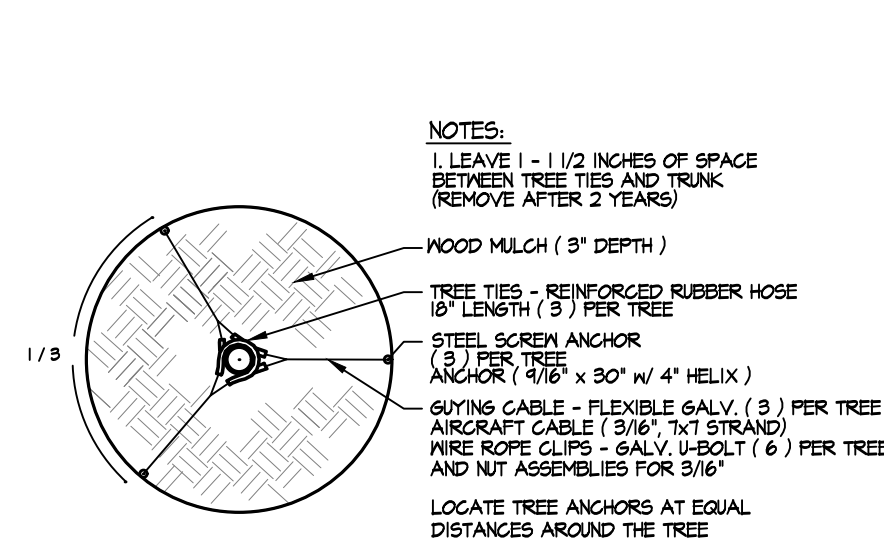 NOTES:
1. LEAVE 1 - 1 1/2 INCHES OF SPACE
BETWEEN TREE TIES AND TRUNK
(REMOVE AFTER 2 YEARS)
WOOD MULCH ( 3" DEPTH )
TREE TIES - REINFORCED RUBBER HOSE
18" LENGTH ( 3 ) PER TREE
STEEL SCREW ANCHOR
( 3 ) PER TREE
ANCHOR ( 9/16" x 30" W/ 4" HELIX )
1 / 3
GUYING CABLE - FLEXIBLE GALV. ( 3 ) PER TREE
AIRCRAFT CABLE ( 3/16", 7x7 STRAND)
WIRE ROPE CLIPS - GALV. U-BOLT ( 6 ) PER TREE
AND NUT ASSEMBLIES FOR 3/16"
LOCATE TREE ANCHORS AT EQUAL
DISTANCES AROUND THE TREE